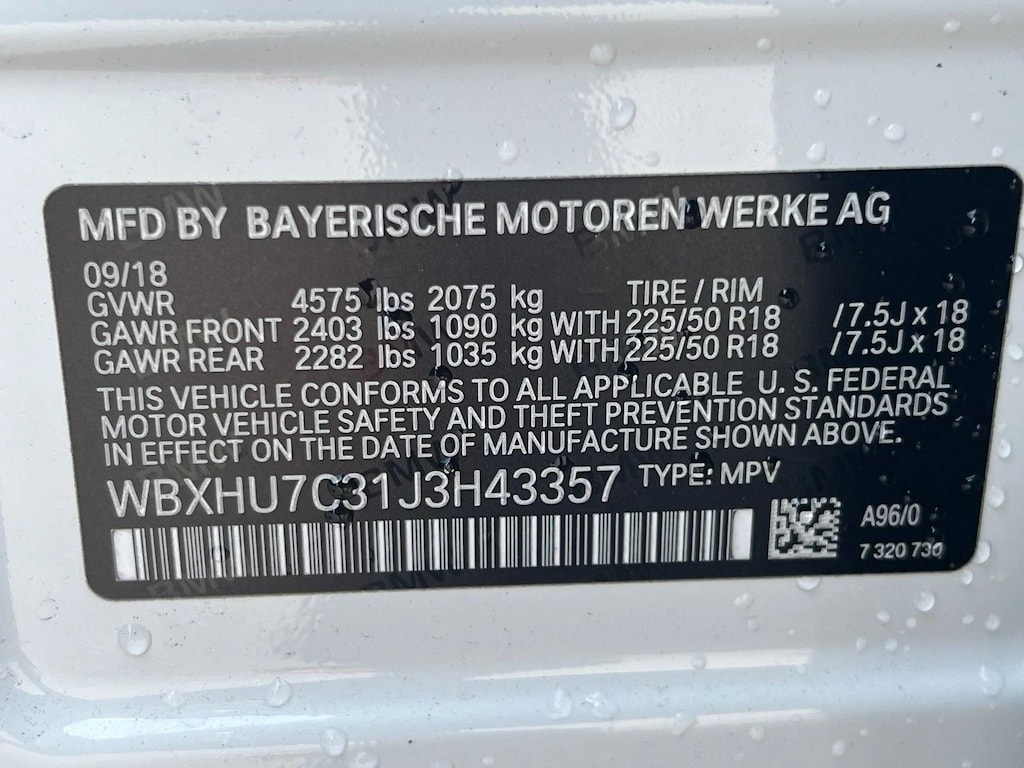 MFD BY BAYERISCHE MOTOREN WERKE AG
09/18 TIRE / RIM
GVWR 4575 lbs 2075 kg
GAWR FRONT 2403 lbs 1090 kg WITH 225/50 R18 / 7.5J x 18
GAWR REAR 2282 lbs 1035 kg WITH 225/50 R18 / 7.5J x 18
THIS VEHICLE CONFORMS TO ALL APPLICABLE U. S. FEDERAL
MOTOR VEHICLE SAFETY AND THEFT PREVENTION STANDARDS
IN EFFECT ON THE DATE OF MANUFACTURE SHOWN ABOVE.
WBXHU7C31J3H43357 TYPE: MPV
A96/0
7 320 730